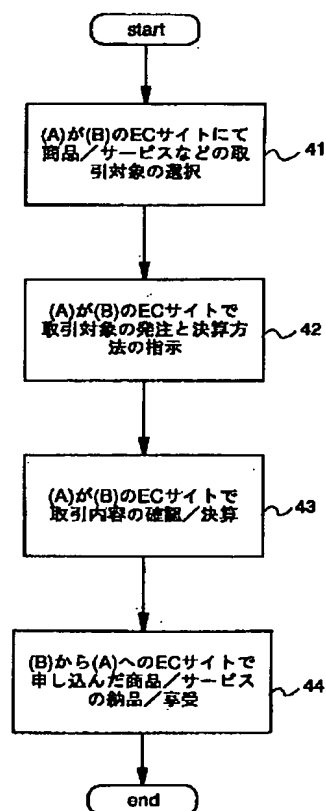 start
(A)が(B)のECサイトにて
商品／サービスなどの取
引対象の選択
41
(A)が(B)のECサイトで
取引対象の発注と決算方
法の指示
42
(A)が(B)のECサイトで
取引内容の確認／決算
43
(B)から(A)へのECサイトで
申し込んだ商品／サービス
の納品／享受
44
end